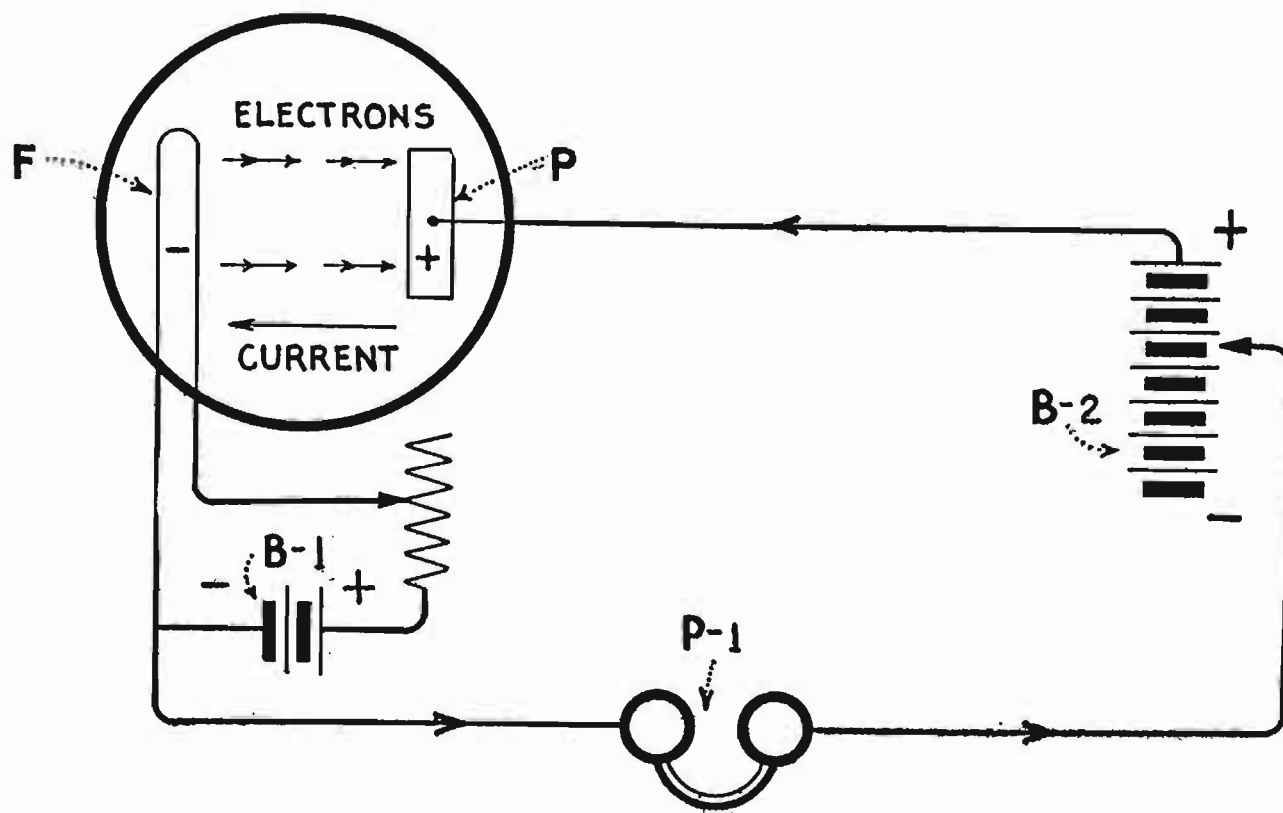 ELECTRONS
F
P
-
+
+
CURRENT
B-2
-
B-1
-
+
P-1